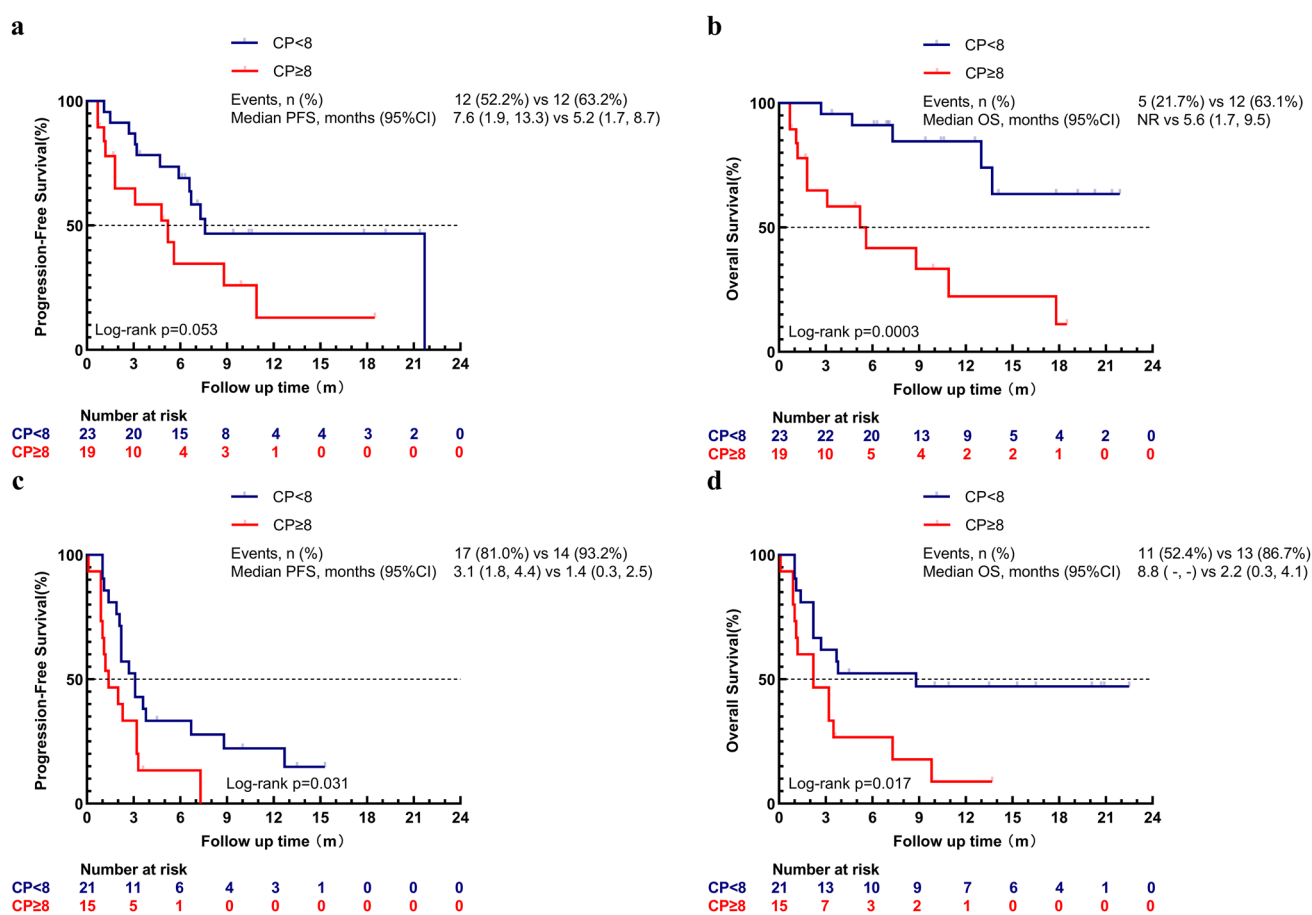 a
CP<8
CP≥8
Events, n (%) 12 (52.2%) vs 12 (63.2%)
Median PFS, months (95%CI) 7.6 (1.9, 13.3) vs 5.2 (1.7, 8.7)
Progression-Free Survival(%)
100
50
0
Log-rank p=0.053
0 3 6 9 12 15 18 21 24
Follow up time（m）
Number at risk
CP<8 23 20 15 8 4 4 3 2 0
CP≥8 19 10 4 3 1 0 0 0 0
b
CP<8
CP≥8
Events, n (%) 5 (21.7%) vs 12 (63.1%)
Median OS, months (95%CI) NR vs 5.6 (1.7, 9.5)
Overall Survival(%)
100
50
0
Log-rank p=0.0003
0 3 6 9 12 15 18 21 24
Follow up time（m）
Number at risk
CP<8 23 22 20 13 9 5 4 2 0
CP≥8 19 10 5 4 2 2 1 0 0
c
CP<8
CP≥8
Events, n (%) 17 (81.0%) vs 14 (93.2%)
Median PFS, months (95%CI) 3.1 (1.8, 4.4) vs 1.4 (0.3, 2.5)
Progression-Free Survival(%)
100
50
0
Log-rank p=0.031
0 3 6 9 12 15 18 21 24
Follow up time（m）
Number at risk
CP<8 21 11 6 4 3 1 0 0 0
CP≥8 15 5 1 0 0 0 0 0 0
d
CP<8
CP≥8
Events, n (%) 11 (52.4%) vs 13 (86.7%)
Median OS, months (95%CI) 8.8 ( -, -) vs 2.2 (0.3, 4.1)
Overall Survival(%)
100
50
0
Log-rank p=0.017
0 3 6 9 12 15 18 21 24
Follow up time（m）
Number at risk
CP<8 21 13 10 9 7 6 4 1 0
CP≥8 15 7 3 2 1 0 0 0 0